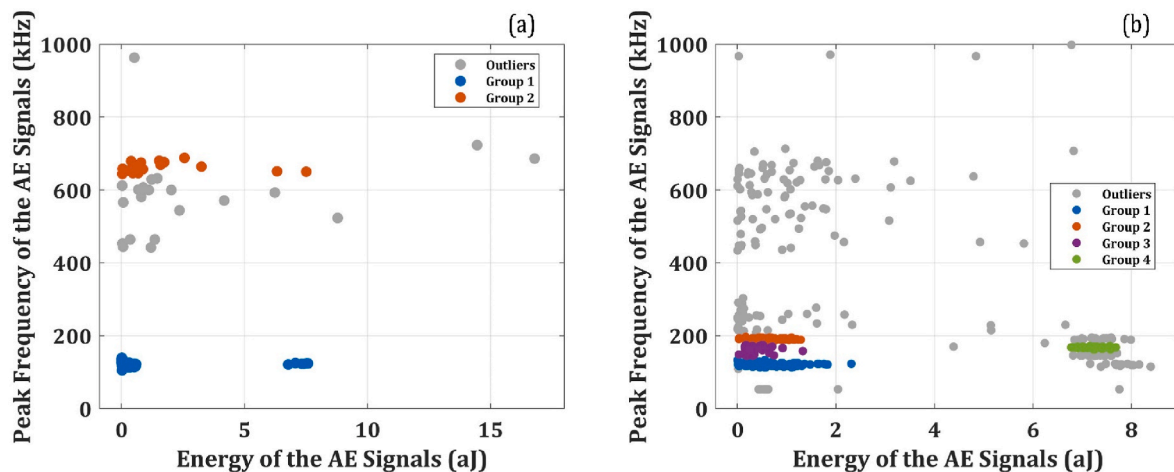 (a)
Peak Frequency of the AE Signals (kHz)
1000
800
600
400
200
0
Outliers
Group 1
Group 2
0 5 10 15
Energy of the AE Signals (aJ)
(b)
Peak Frequency of the AE Signals (kHz)
1000
800
600
400
200
0
Outliers
Group 1
Group 2
Group 3
Group 4
0 2 4 6 8
Energy of the AE Signals (aJ)